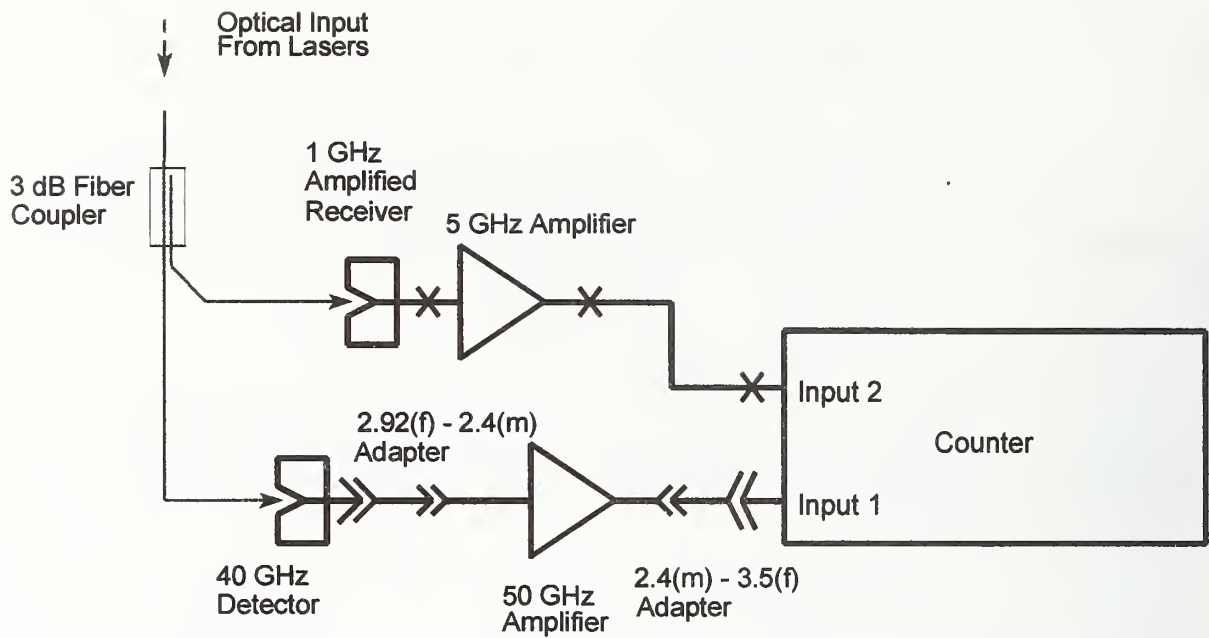 Optical Input
From Lasers
3 dB Fiber
Coupler
1 GHz
Amplified
Receiver
5 GHz Amplifier
Input 2
Counter
2.92(f) - 2.4(m)
Adapter
Input 1
40 GHz
Detector
50 GHz
Amplifier
2.4(m) - 3.5(f)
Adapter